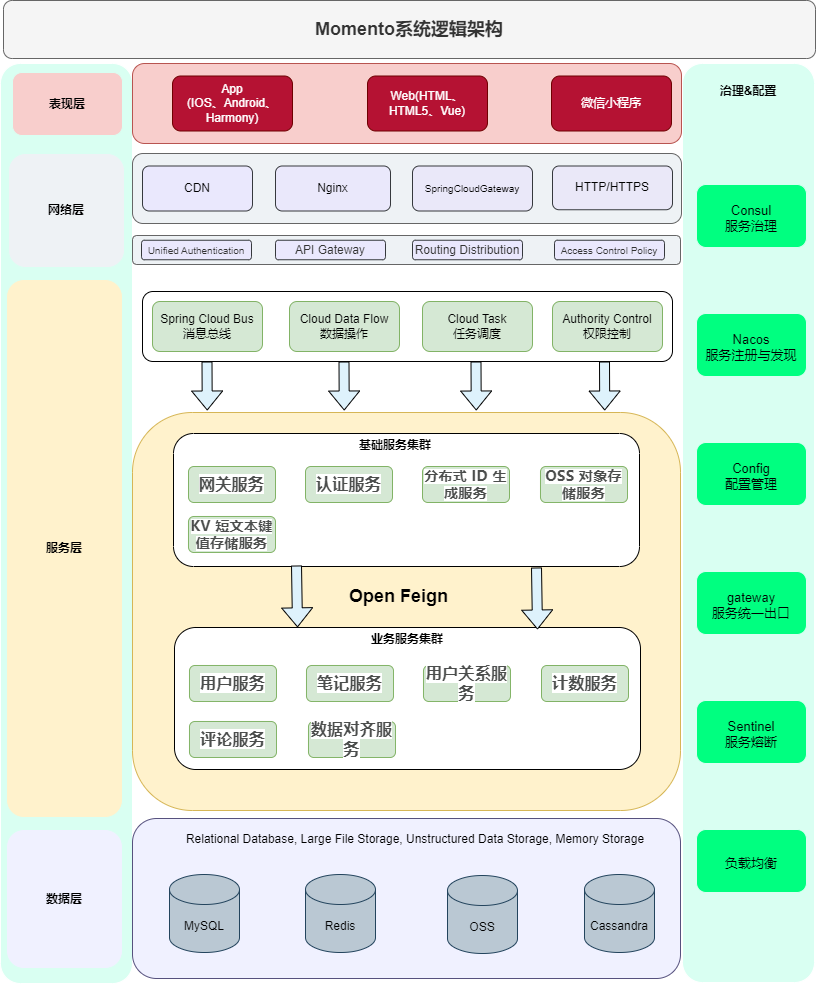 Momento系统逻辑架构
表现层
App
(IOS、Android、
Harmony)
Web(HTML、
HTML5、Vue)
微信小程序
治理&配置
网络层
CDN
Nginx
SpringCloudGateway
HTTP/HTTPS
Unified Authentication
API Gateway
Routing Distribution
Access Control Policy
Consul
服务治理
服务层
Spring Cloud Bus
消息总线
Cloud Data Flow
数据操作
Cloud Task
任务调度
Authority Control
权限控制
Nacos
服务注册与发现
基础服务集群
网关服务
认证服务
分布式 ID 生
成服务
OSS 对象存
储服务
KV 短文本键
值存储服务
Config
配置管理
Open Feign
gateway
服务统一出口
业务服务集群
用户服务
笔记服务
用户关系服
务
计数服务
评论服务
数据对齐服
务
Sentinel
服务熔断
数据层
Relational Database, Large File Storage, Unstructured Data Storage, Memory Storage
MySQL
Redis
OSS
Cassandra
负载均衡